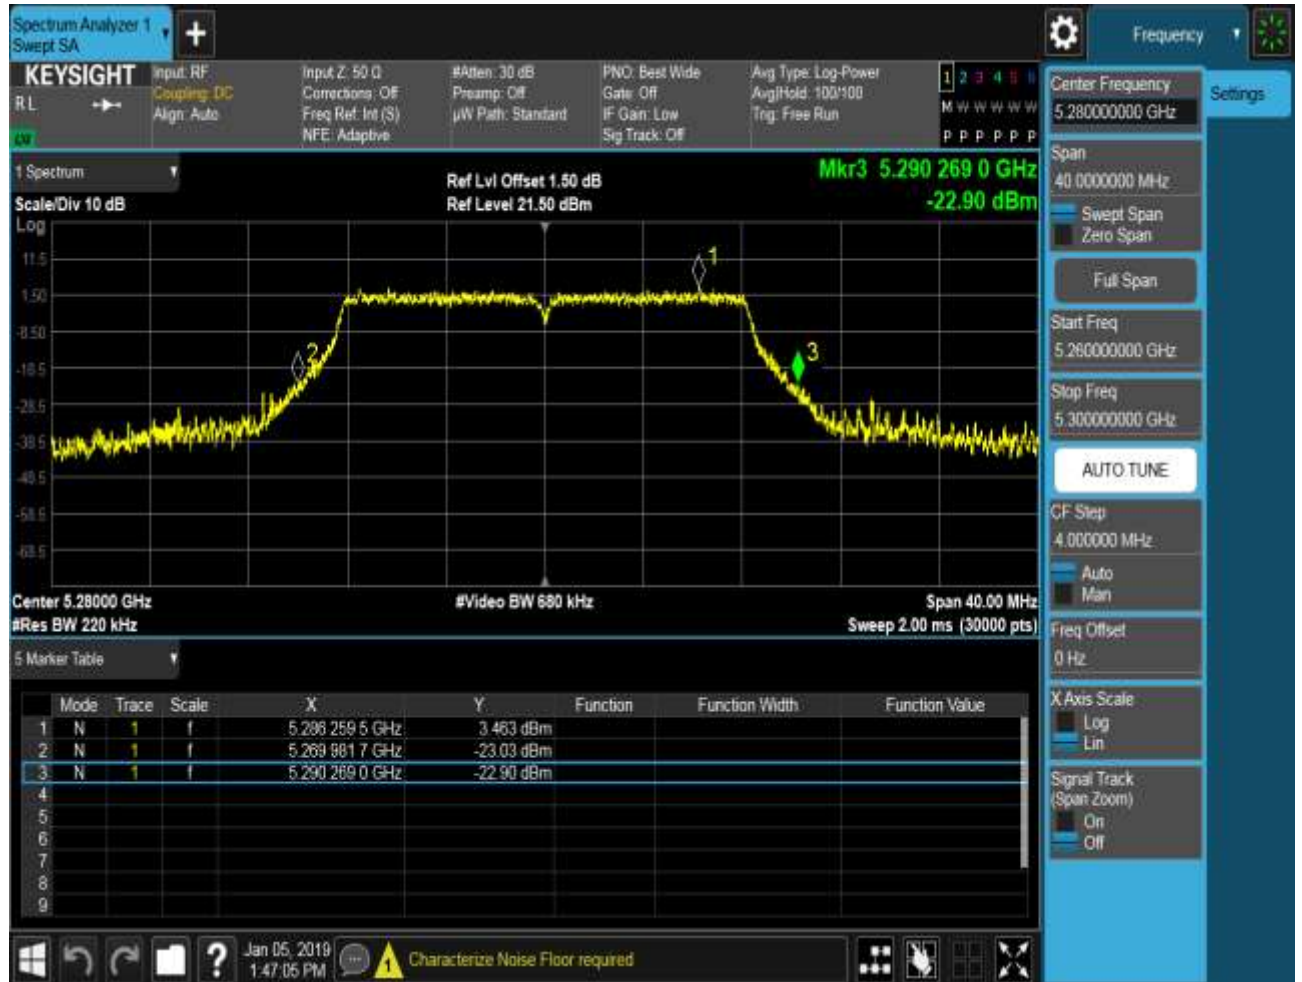 Spectrum Analyzer 1
Swept SA
+
Frequency
KEYSIGHT
RL
Input: RF
Coupling: DC
Align: Auto
Input Z: 50 Ω
Corrections: Off
Freq Ref: Int (S)
NFE: Adaptive
#Atten: 30 dB
Preamp: Off
µW Path: Standard
PNO: Best Wide
Gate: Off
IF Gain: Low
Sig Track: Off
Avg Type: Log-Power
Avg|Hold: 100/100
Trig: Free Run
1 2 3 4 5 6
M W W W W W
P P P P P P
1 Spectrum
Scale/Div 10 dB
Log
Ref Lvl Offset 1.50 dB
Ref Level 21.50 dBm
Mkr3 5.290 269 0 GHz
-22.90 dBm
11.5
1.50
-8.50
-18.5
-28.5
-38.5
-48.5
-58.5
-68.5
1
2
3
Center 5.28000 GHz
#Video BW 680 kHz
Span 40.00 MHz
#Res BW 220 kHz
Sweep 2.00 ms (30000 pts)
5 Marker Table
Mode Trace Scale X Y Function Function Width Function Value
1 N 1 f 5.286 259 5 GHz 3.463 dBm
2 N 1 f 5.269 981 7 GHz -23.03 dBm
3 N 1 f 5.290 269 0 GHz -22.90 dBm
4
5
6
7
8
9
Center Frequency
5.280000000 GHz
Settings
Span
40.0000000 MHz
Swept Span
Zero Span
Full Span
Start Freq
5.260000000 GHz
Stop Freq
5.300000000 GHz
AUTO TUNE
CF Step
4.000000 MHz
Auto
Man
Freq Offset
0 Hz
X Axis Scale
Log
Lin
Signal Track
(Span Zoom)
On
Off
?
Jan 05, 2019
1:47:05 PM
1
Characterize Noise Floor required